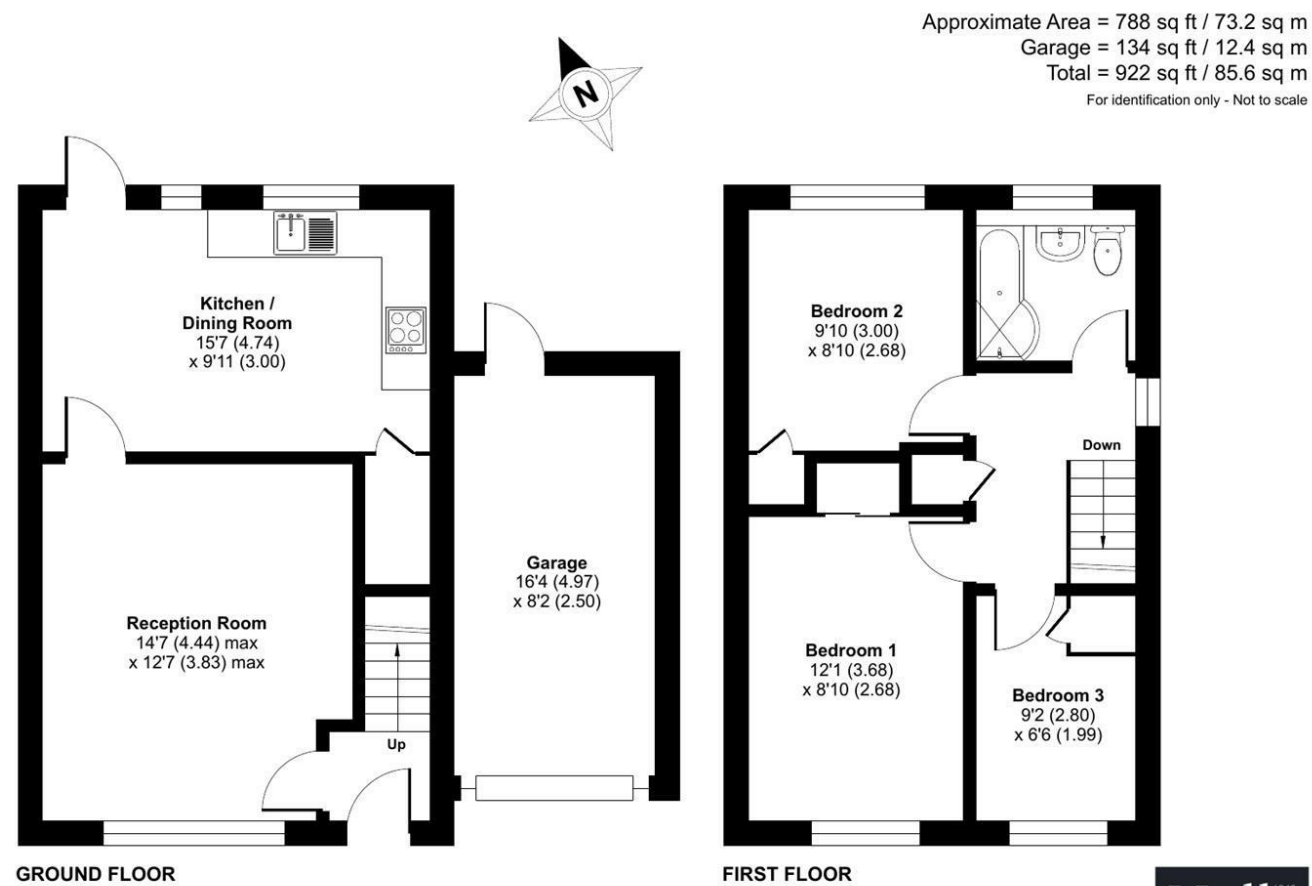 Approximate Area = 788 sq ft / 73.2 sq m
Garage = 134 sq ft / 12.4 sq m
Total = 922 sq ft / 85.6 sq m
For identification only - Not to scale
N
Kitchen /
Dining Room
15'7 (4.74)
x 9'11 (3.00)
Reception Room
14'7 (4.44) max
x 12'7 (3.83) max
Up
Garage
16'4 (4.97)
x 8'2 (2.50)
GROUND FLOOR
Bedroom 2
9'10 (3.00)
x 8'10 (2.68)
Down
Bedroom 1
12'1 (3.68)
x 8'10 (2.68)
Bedroom 3
9'2 (2.80)
x 6'6 (1.99)
FIRST FLOOR